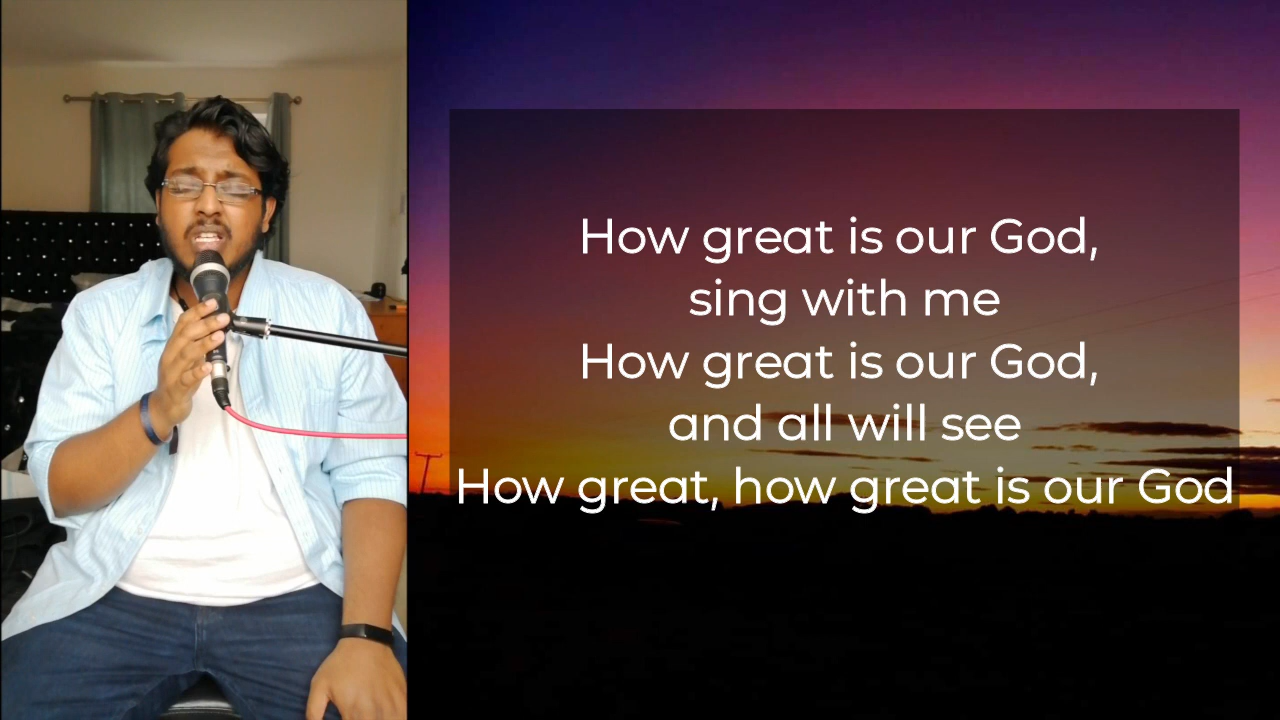 How great is our God,
sing with me
How great is our God,
and all will see
How great, how great is our God